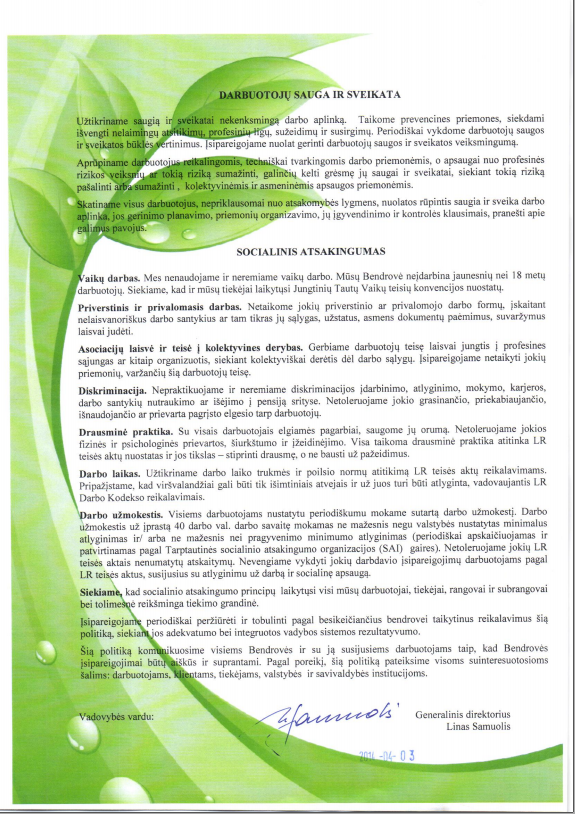 DARBUOTOJŲ SAUGA IR SVEIKATA
Užtikriname saugią ir sveikatai nekenksmingą darbo aplinką. Taikome prevencines priemones, siekdami
išvengti nelaimingų atsitikimų, profesinių ligų, sužeidimų ir susirgimų. Periodiškai vykdome darbuotojų saugos
ir sveikatos būklės vertinimus. Įsipareigojame nuolat gerinti darbuotojų saugos ir sveikatos veiksmingumą.
Aprūpiname darbuotojus reikalingomis, techniškai tvarkingomis darbo priemonėmis, o apsaugai nuo profesinės
rizikos veiksnių ar tokią riziką sumažinti, galinčių kelti grėsmę jų saugai ir sveikatai, siekiant tokią riziką
pašalinti arba sumažinti , kolektyvinėmis ir asmeninėmis apsaugos priemonėmis.
Skatiname visus darbuotojus, nepriklausomai nuo atsakomybės lygmens, nuolatos rūpintis saugia ir sveika darbo
aplinka, jos gerinimo planavimo, priemonių organizavimo, jų įgyvendinimo ir kontrolės klausimais, pranešti apie
galimus pavojus.
SOCIALINIS ATSAKINGUMAS
Vaikų darbas. Mes nenaudojame ir neremiame vaikų darbo. Mūsų Bendrovė neįdarbina jaunesnių nei 18 metų
darbuotojų. Siekiame, kad ir mūsų tiekėjai laikytųsi Jungtinių Tautų Vaikų teisių konvencijos nuostatų.
Priverstinis ir privalomasis darbas. Netaikome jokių priverstinio ar privalomojo darbo formų, įskaitant
nelaisvanoriškus darbo santykius ar tam tikras jų sąlygas, užstatus, asmens dokumentų paėmimus, suvaržymus
laisvai judėti.
Asociacijų laisvė ir teisė į kolektyvines derybas. Gerbiame darbuotojų teisę laisvai jungtis į profesines
sąjungas ar kitaip organizuotis, siekiant kolektyviškai derėtis dėl darbo sąlygų. Įsipareigojame netaikyti jokių
priemonių, varžančių šią darbuotojų teisę.
Diskriminacija. Nepraktikuojame ir neremiame diskriminacijos įdarbinimo, atlyginimo, mokymo, karjeros,
darbo santykių nutraukimo ar išėjimo į pensiją srityse. Netoleruojame jokio grasinančio, priekabiaujančio,
išnaudojančio ar prievarta pagrįsto elgesio tarp darbuotojų.
Drausminė praktika. Su visais darbuotojais elgiamės pagarbiai, saugome jų orumą. Netoleruojame jokios
fizinės ir psichologinės prievartos, šiurkštumo ir įžeidinėjimo. Visa taikoma drausminė praktika atitinka LR
teisės aktų nuostatas ir jos tikslas – stiprinti drausmę, o ne bausti už pažeidimus.
Darbo laikas. Užtikriname darbo laiko trukmės ir poilsio normų atitikimą LR teisės aktų reikalavimams.
Pripažįstame, kad viršvalandžiai gali būti tik išimtiniais atvejais ir už juos turi būti atlyginta, vadovaujantis LR
Darbo Kodekso reikalavimais.
Darbo užmokestis. Visiems darbuotojams nustatytu periodiškumu mokame sutartą darbo užmokestį. Darbo
užmokestis už įprastą 40 darbo val. darbo savaitę mokamas ne mažesnis negu valstybės nustatytas minimalus
atlyginimas ir/ arba ne mažesnis nei pragyvenimo minimumo atlyginimas (periodiškai apskaičiuojamas ir
patvirtinamas pagal Tarptautinės socialinio atsakingumo organizacijos (SAI) gaires). Netoleruojame jokių LR
teisės aktais nenumatytų atskaitymų. Nevengiame vykdyti jokių darbdavio įsipareigojimų darbuotojams pagal
LR teisės aktus, susijusius su atlyginimu už darbą ir socialinę apsaugą.
Siekiame, kad socialinio atsakingumo principų laikytųsi visi mūsų darbuotojai, tiekėjai, rangovai ir subrangovai
bei tolimesnė reikšminga tiekimo grandinė.
Įsipareigojame periodiškai peržiūrėti ir tobulinti pagal besikeičiančius bendrovei taikytinus reikalavimus šią
politiką, siekiant jos adekvatumo bei integruotos vadybos sistemos rezultatyvumo.
Šią politiką komunikuosime visiems Bendrovės ir su ja susijusiems darbuotojams taip, kad Bendrovės
įsipareigojimai būtų aiškūs ir suprantami. Pagal poreikį, šią politiką pateiksime visoms suinteresuotosioms
šalims: darbuotojams, klientams, tiekėjams, valstybės ir savivaldybės institucijoms.
Vadovybės vardu:
Generalinis direktorius
Linas Samuolis
2014 -04- 03